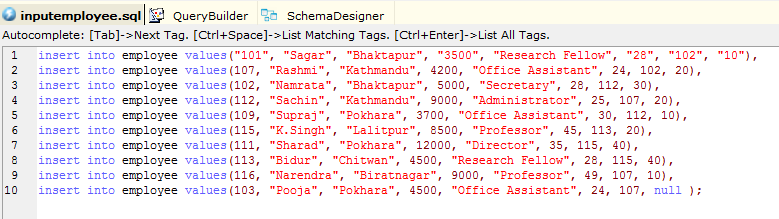 inputemployee.sql QueryBuilder SchemaDesigner
Autocomplete: [Tab]->Next Tag. [Ctrl+Space]->List Matching Tags. [Ctrl+Enter]->List All Tags.
1 insert into employee values("101", "Sagar", "Bhaktapur", "3500", "Research Fellow", "28", "102", "10"),
2 insert into employee values(107, "Rashmi", "Kathmandu", 4200, "Office Assistant", 24, 102, 20),
3 insert into employee values(102, "Namrata", "Bhaktapur", 5000, "Secretary", 28, 112, 30),
4 insert into employee values(112, "Sachin", "Kathmandu", 9000, "Administrator", 25, 107, 20),
5 insert into employee values(109, "Supraj", "Pokhara", 3700, "Office Assistant", 30, 112, 10),
6 insert into employee values(115, "K.Singh", "Lalitpur", 8500, "Professor", 45, 113, 20),
7 insert into employee values(111, "Sharad", "Pokhara", 12000, "Director", 35, 115, 40),
8 insert into employee values(113, "Bidur", "Chitwan", 4500, "Research Fellow", 28, 115, 40),
9 insert into employee values(116, "Narendra", "Biratnagar", 9000, "Professor", 49, 107, 10),
10 insert into employee values(103, "Pooja", "Pokhara", 4500, "Office Assistant", 24, 107, null );